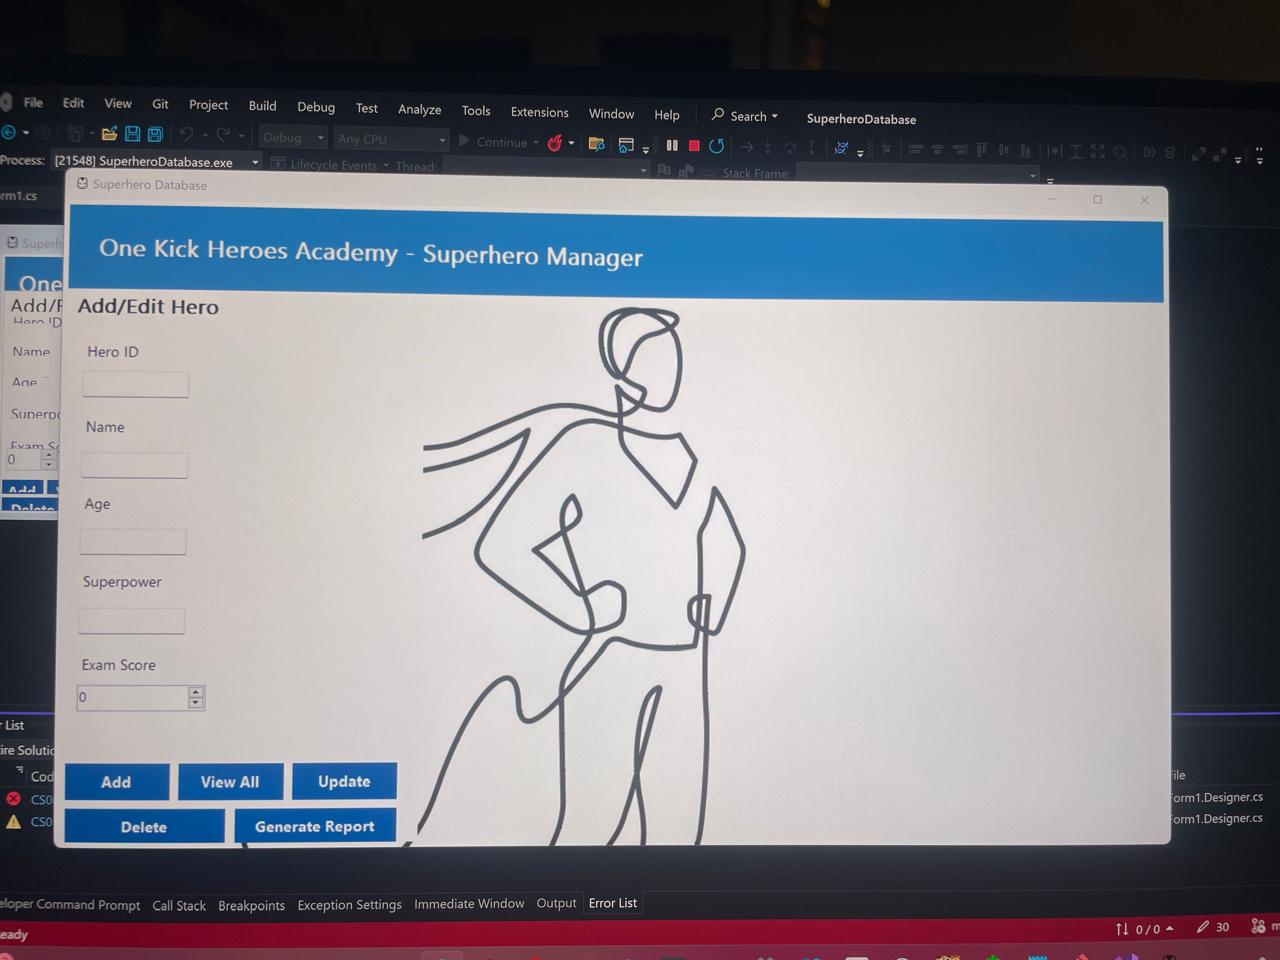 File Edit View Git Project Build Debug Test Analyze Tools Extensions Window Help Search SuperheroDatabase
Debug Any CPU Continue
Process: [21548] SuperheroDatabase.exe Lifecycle Events Thread: Stack Frame:
rm1.cs
Superhero Database
Superh
One Kick Heroes Academy - Superhero Manager
One
Add/Edit Hero
Add/E
Hero ID
Hero ID
Name
Name
Age
Age
Superpower
Superpo
Exam Score
Exam Sc
0
0
Add View All Update
Add
Delete Generate Report
Delete
r List
ire Solutio
Cod
ile
CS0
Form1.Designer.cs
CS0
Form1.Designer.cs
eloper Command Prompt Call Stack Breakpoints Exception Settings Immediate Window Output Error List
eady
0 / 0 30 m